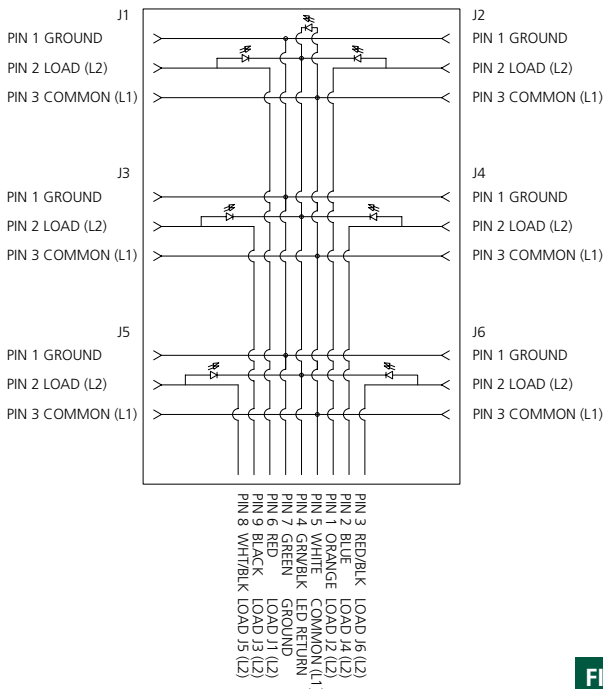 J1
J2
PIN 1 GROUND
PIN 1 GROUND
PIN 2 LOAD (L2)
PIN 2 LOAD (L2)
PIN 3 COMMON (L1)
PIN 3 COMMON (L1)
J3
J4
PIN 1 GROUND
PIN 1 GROUND
PIN 2 LOAD (L2)
PIN 2 LOAD (L2)
PIN 3 COMMON (L1)
PIN 3 COMMON (L1)
J5
J6
PIN 1 GROUND
PIN 1 GROUND
PIN 2 LOAD (L2)
PIN 2 LOAD (L2)
PIN 3 COMMON (L1)
PIN 3 COMMON (L1)
PIN 3 RED/BLK LOAD J6 (L2)
PIN 2 BLUE LOAD J4 (L2)
PIN 1 ORANGE LOAD J2 (L2)
PIN 5 WHITE COMMON (L1)
PIN 4 GRN/BLK LED RETURN
PIN 7 GREEN GROUND
PIN 6 RED LOAD J1 (L2)
PIN 9 BLACK LOAD J3 (L2)
PIN 8 WHT/BLK LOAD J5 (L2)